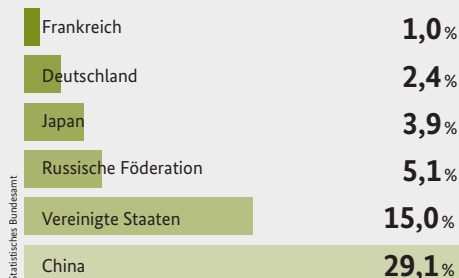 Frankreich 1,0 %
Deutschland 2,4 %
Japan 3,9 %
Russische Föderation 5,1 %
Vereinigte Staaten 15,0 %
China 29,1 %
Statistisches Bundesamt